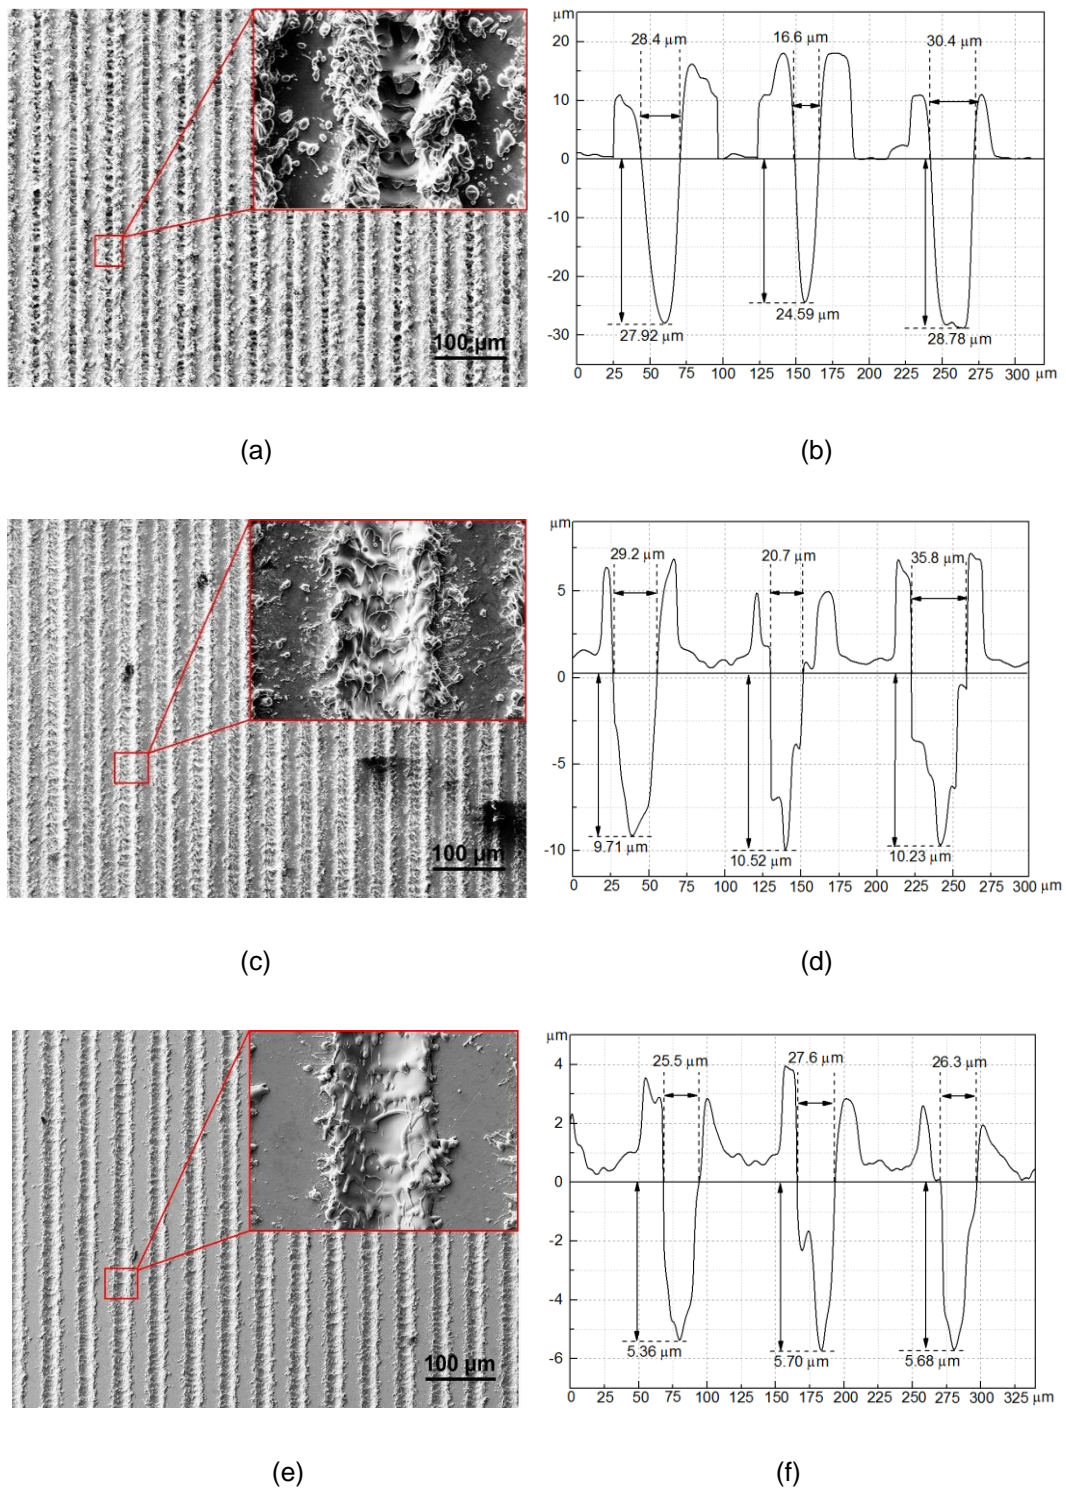 100 μm
(a)
μm
20
10
0
-10
-20
-30
28.4 μm
16.6 μm
30.4 μm
27.92 μm
24.59 μm
28.78 μm
0 25 50 75 100 125 150 175 200 225 250 275 300 μm
(b)
100 μm
(c)
μm
5
0
-5
-10
29.2 μm
20.7 μm
35.8 μm
9.71 μm
10.52 μm
10.23 μm
0 25 50 75 100 125 150 175 200 225 250 275 300 μm
(d)
100 μm
(e)
μm
4
2
0
-2
-4
-6
25.5 μm
27.6 μm
26.3 μm
5.36 μm
5.70 μm
5.68 μm
0 25 50 75 100 125 150 175 200 225 250 275 300 325 μm
(f)